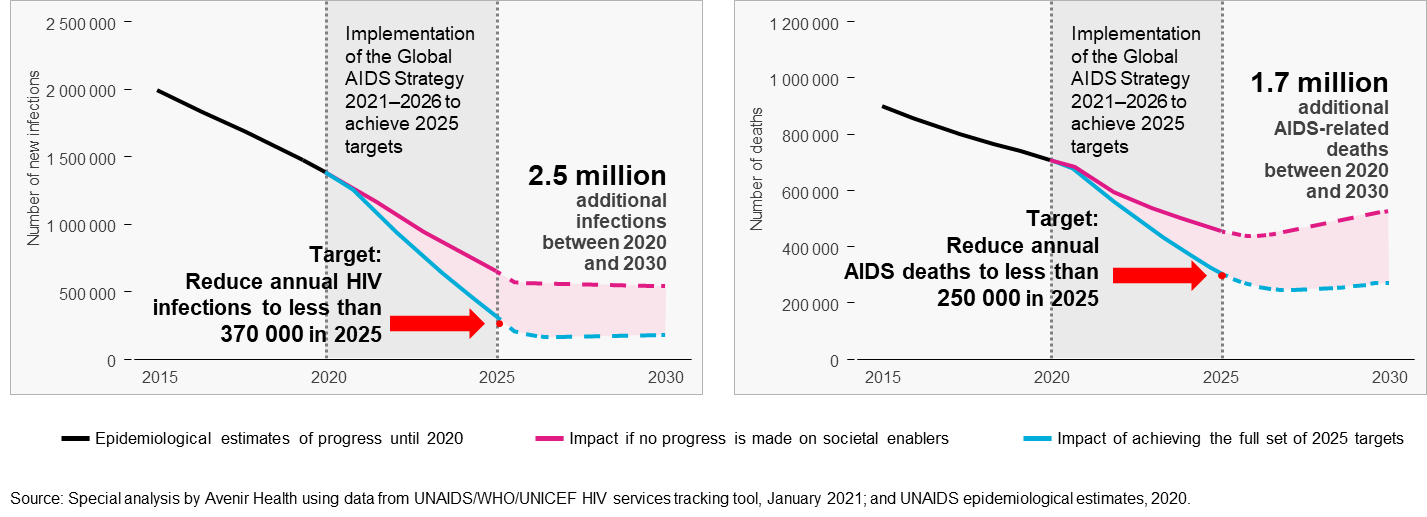 2 500 000
2 000 000
1 500 000
1 000 000
500 000
0
Number of new infections
2015
2020
2025
2030
Implementation
of the Global
AIDS Strategy
2021–2026 to
achieve 2025
targets
2.5 million
additional
infections
between 2020
and 2030
Target:
Reduce annual HIV
infections to less than
370 000 in 2025
1 200 000
1 000 000
800 000
600 000
400 000
200 000
0
Number of deaths
2015
2020
2025
2030
Implementation
of the Global
AIDS Strategy
2021–2026 to
achieve 2025
targets
1.7 million
additional
AIDS-related
deaths
between 2020
and 2030
Target:
Reduce annual
AIDS deaths to less than
250 000 in 2025
Epidemiological estimates of progress until 2020
Impact if no progress is made on societal enablers
Impact of achieving the full set of 2025 targets
Source: Special analysis by Avenir Health using data from UNAIDS/WHO/UNICEF HIV services tracking tool, January 2021; and UNAIDS epidemiological estimates, 2020.